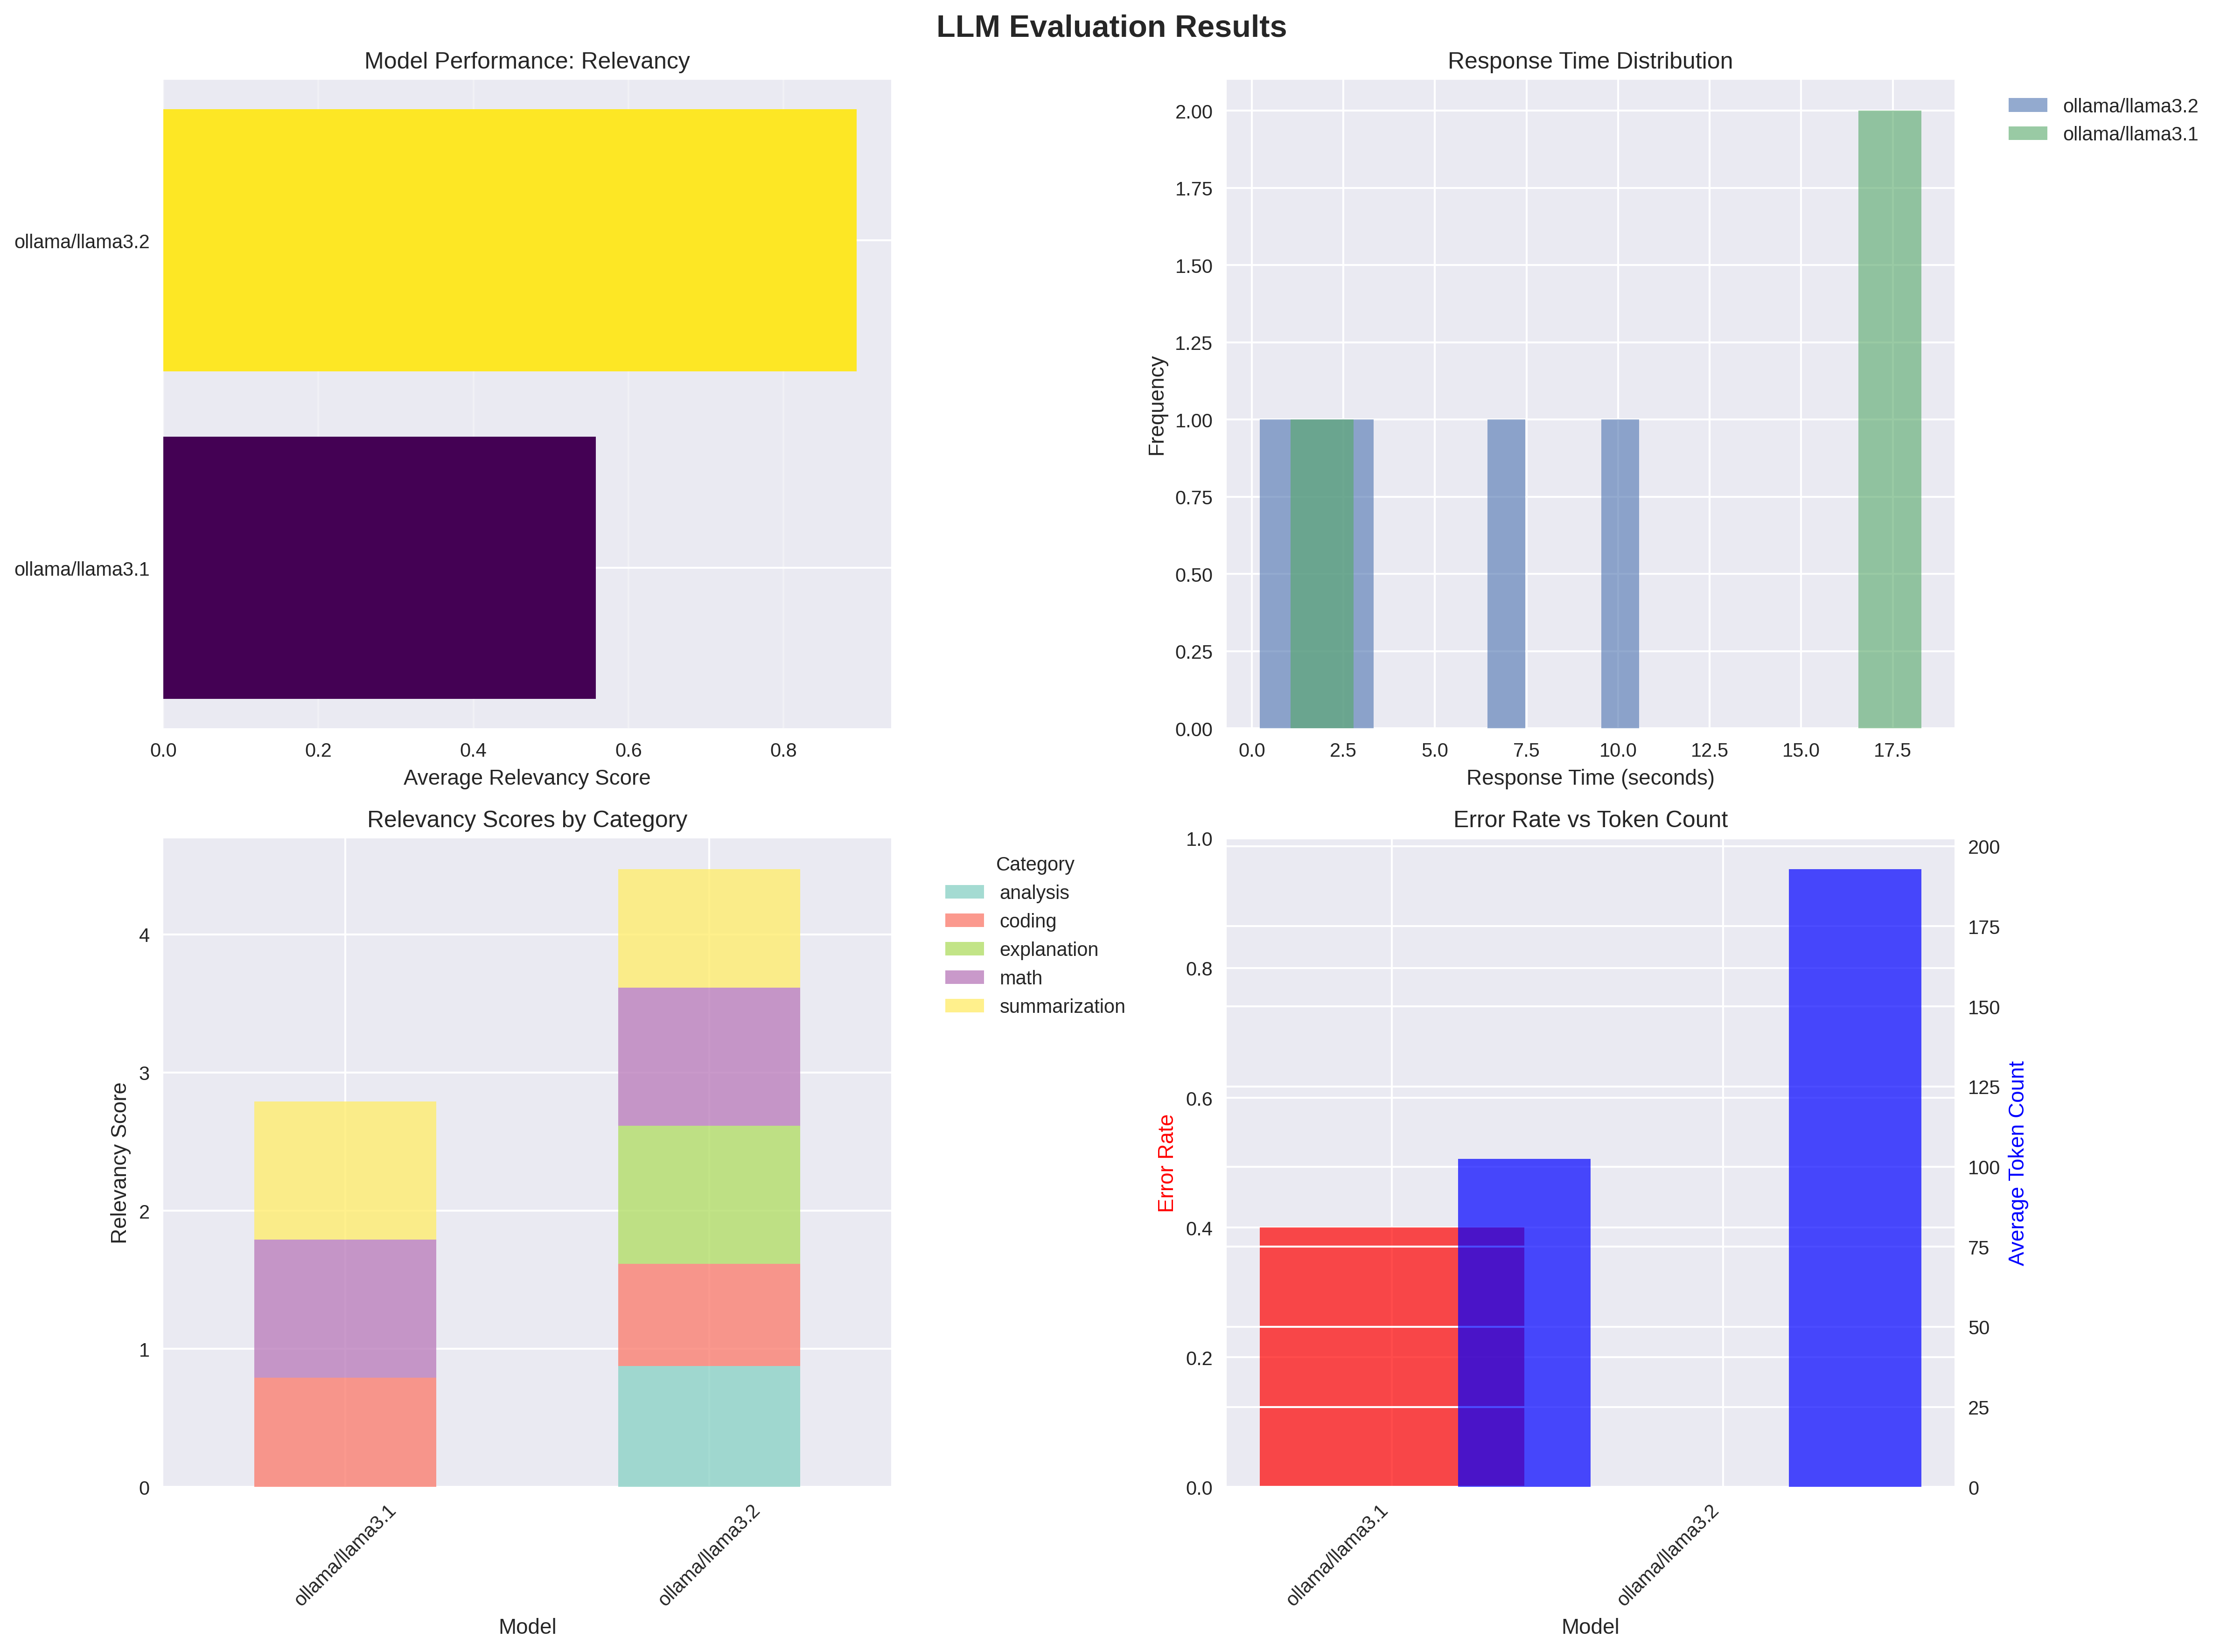 LLM Evaluation Results
Model Performance: Relevancy
ollama/llama3.2
ollama/llama3.1
0.0 0.2 0.4 0.6 0.8
Average Relevancy Score
Response Time Distribution
Frequency
2.00
1.75
1.50
1.25
1.00
0.75
0.50
0.25
0.00
0.0 2.5 5.0 7.5 10.0 12.5 15.0 17.5
Response Time (seconds)
ollama/llama3.2
ollama/llama3.1
Relevancy Scores by Category
Relevancy Score
4
3
2
1
0
ollama/llama3.1 ollama/llama3.2
Model
Category
analysis
coding
explanation
math
summarization
Error Rate vs Token Count
Error Rate
1.0
0.8
0.6
0.4
0.2
0.0
200
175
150
125
100
75
50
25
0
Average Token Count
ollama/llama3.1 ollama/llama3.2
Model